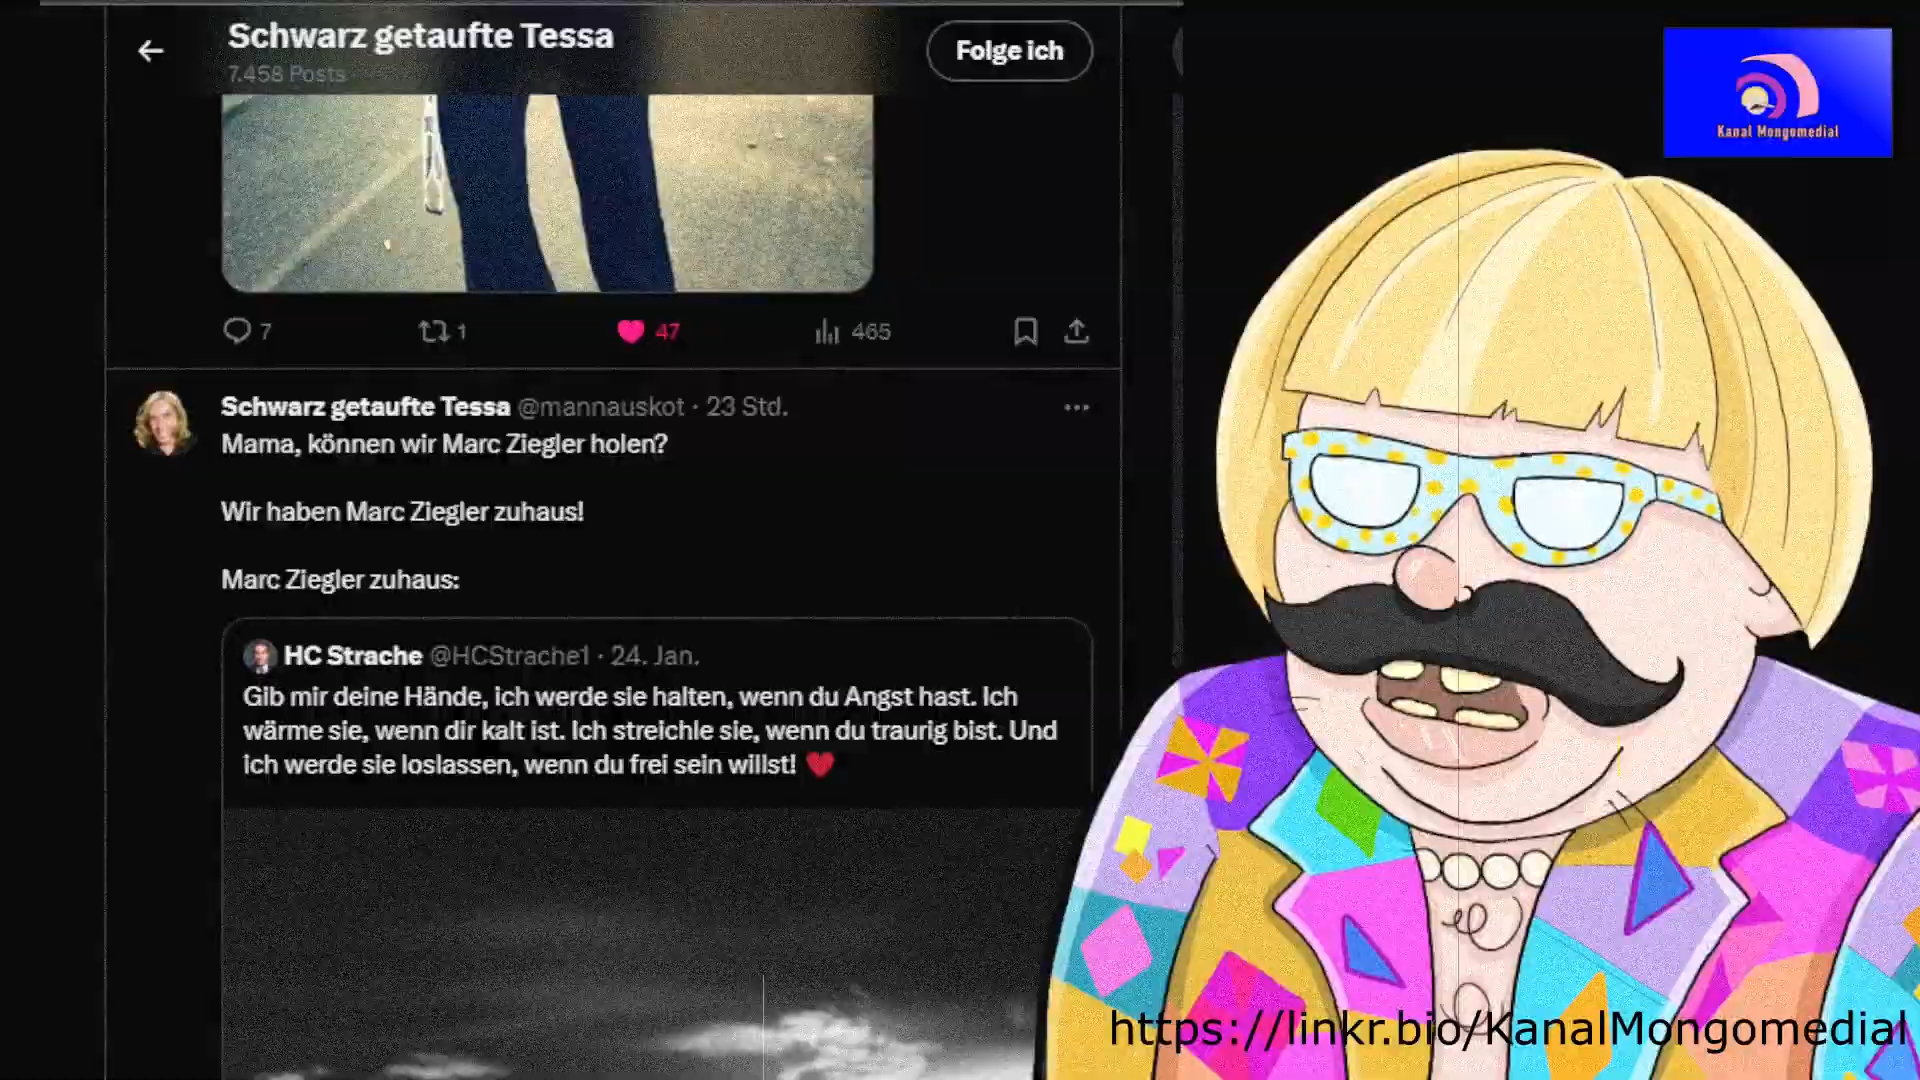 Schwarz getaufte Tessa
7.458 Posts
Folge ich
Kanal Mongomedial
7 1 47 465
Schwarz getaufte Tessa @mannauskot · 23 Std.
Mama, können wir Marc Ziegler holen?
Wir haben Marc Ziegler zuhaus!
Marc Ziegler zuhaus:
HC Strache @HCStrache1 · 24. Jan.
Gib mir deine Hände, ich werde sie halten, wenn du Angst hast. Ich
wärme sie, wenn dir kalt ist. Ich streichle sie, wenn du traurig bist. Und
ich werde sie loslassen, wenn du frei sein willst! ❤️
https://linkr.bio/KanalMongomedial